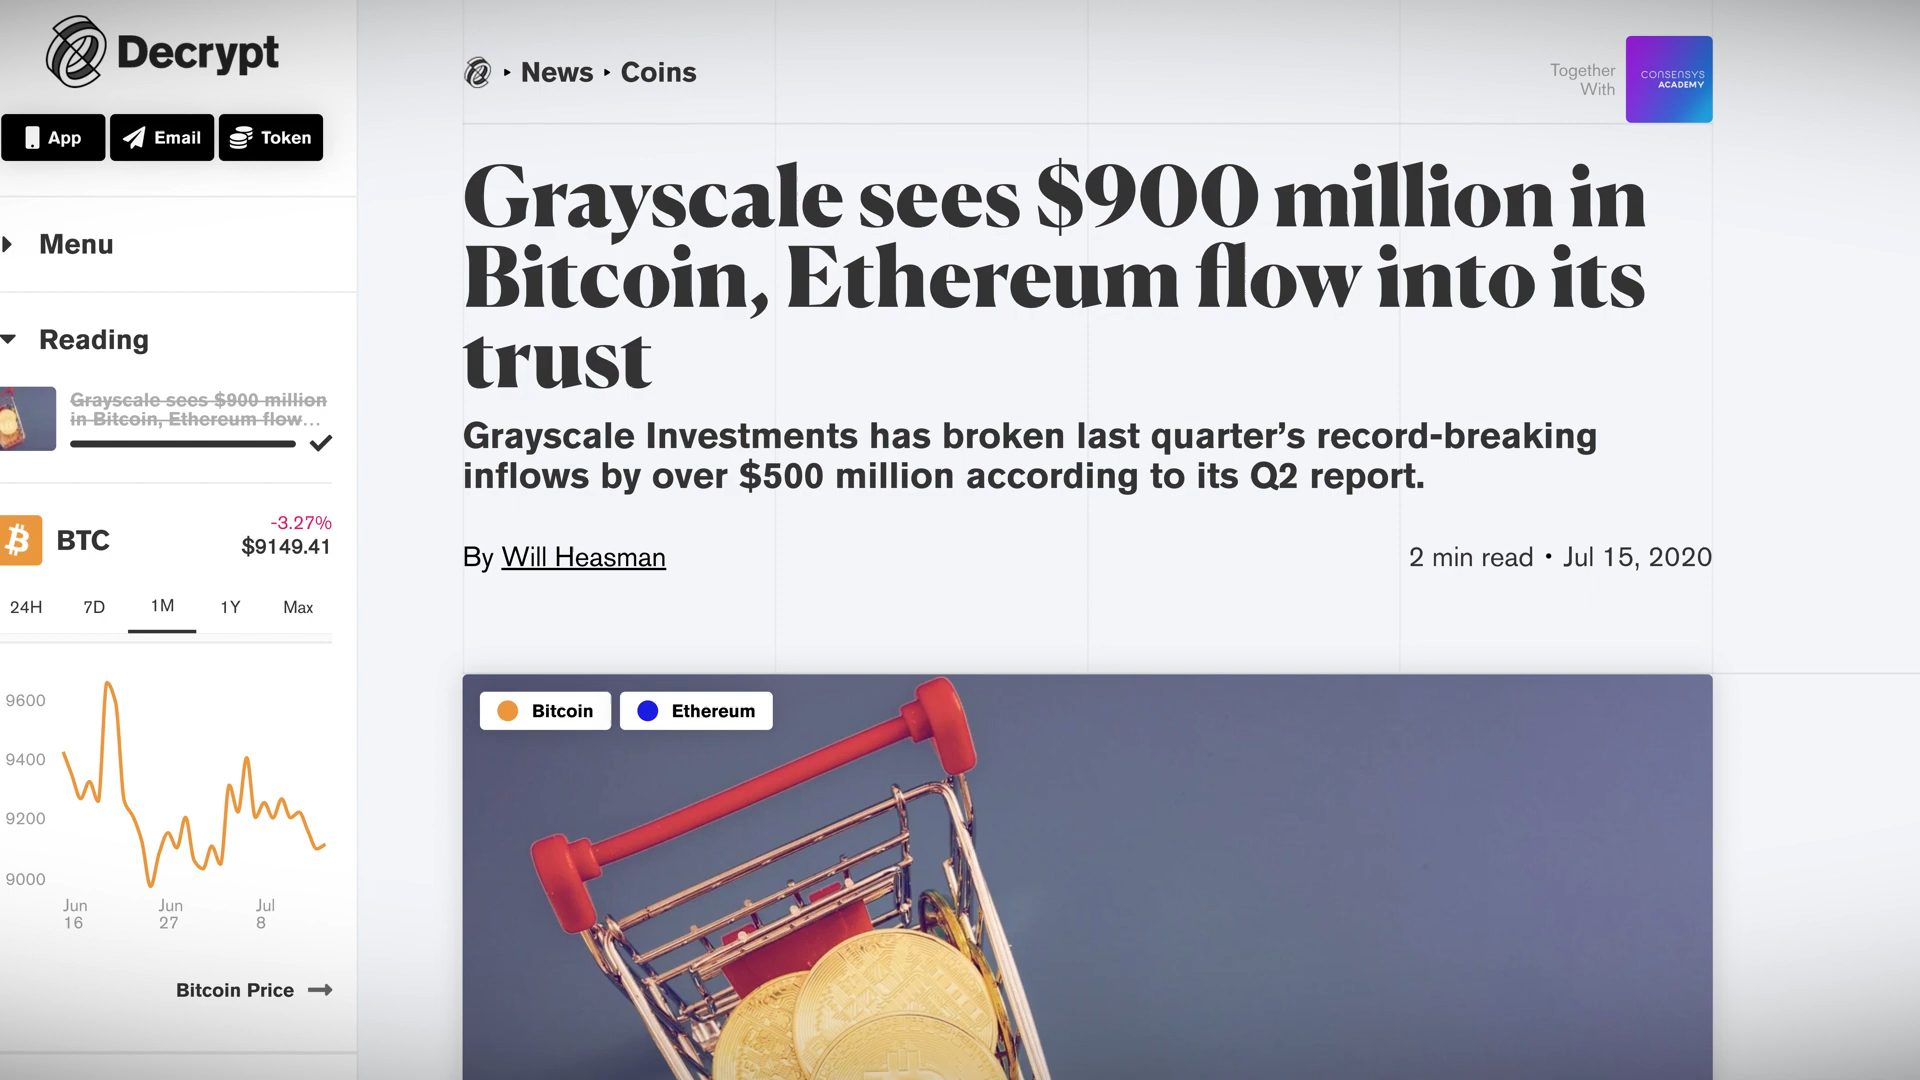 Decrypt
App
Email
Token
Menu
Reading
Grayscale sees $900 million
in Bitcoin, Ethereum flow...
BTC
-3.27%
$9149.41
24H
7D
1M
1Y
Max
9600
9400
9200
9000
Jun
16
Jun
27
Jul
8
Bitcoin Price
News
Coins
Together
With
CONSENSYS
ACADEMY
Grayscale sees $900 million in
Bitcoin, Ethereum flow into its
trust
Grayscale Investments has broken last quarter’s record-breaking
inflows by over $500 million according to its Q2 report.
By Will Heasman
2 min read • Jul 15, 2020
Bitcoin
Ethereum